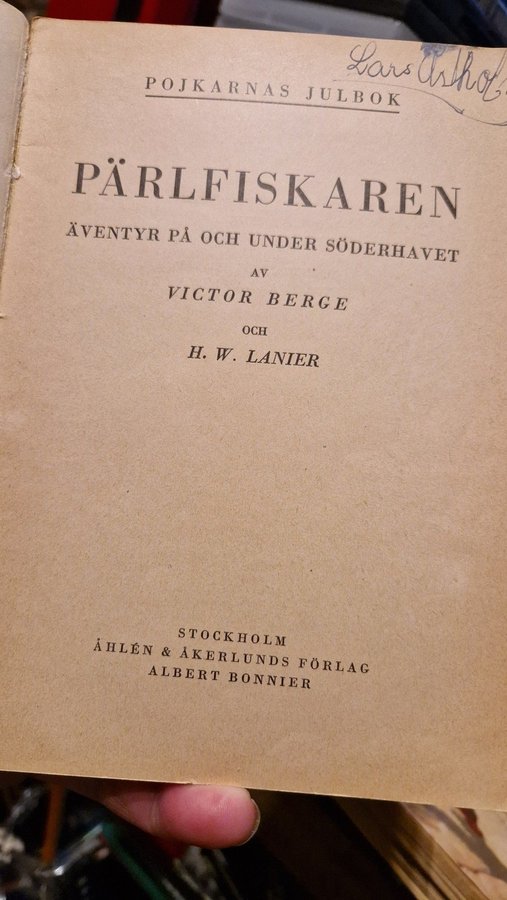 Lars
POJKARNAS JULBOK
PÄRLFISKAREN
ÄVENTYR PÅ OCH UNDER SÖDERHAVET
AV
VICTOR BERGE
OCH
H. W. LANIER
STOCKHOLM
ÅHLÉN & ÅKERLUNDS FÖRLAG
ALBERT BONNIER